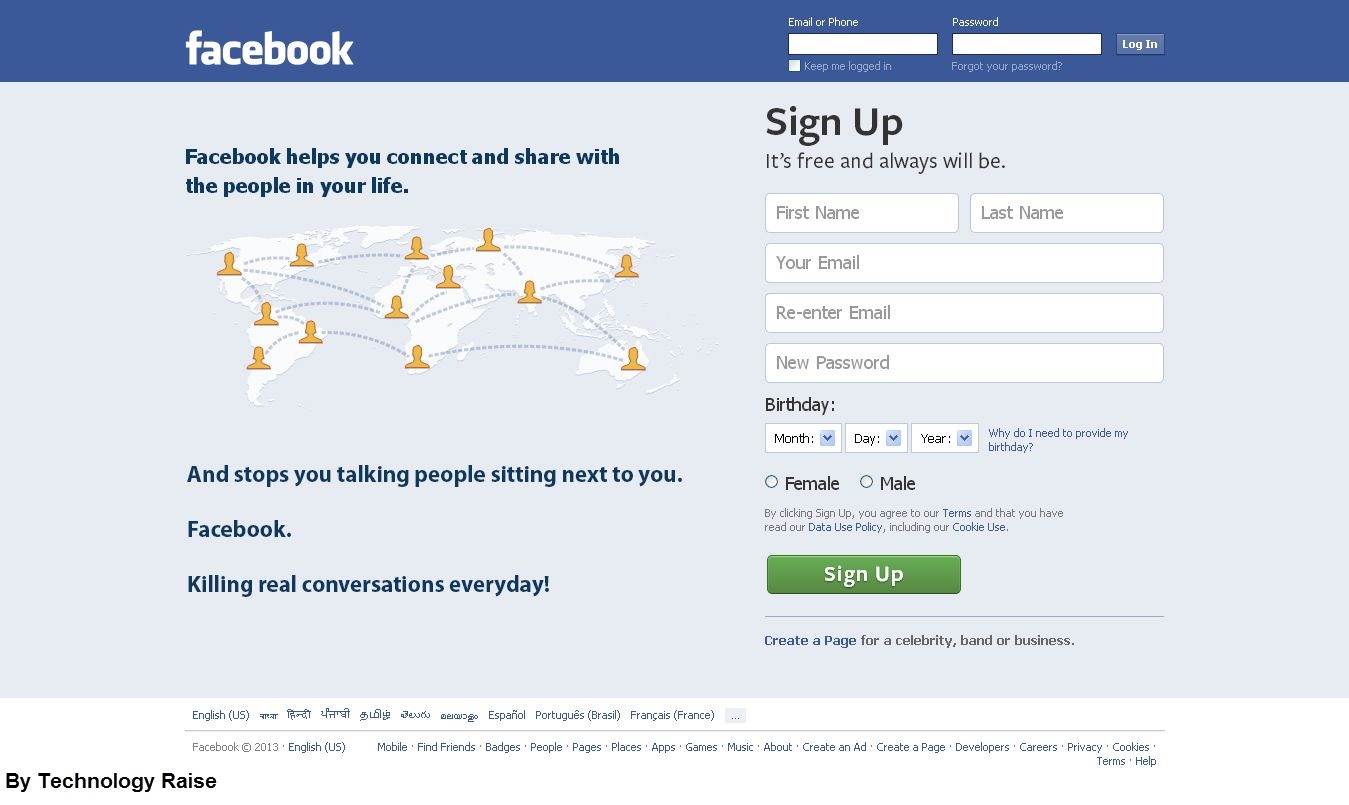 facebook
Email or Phone
Password
Log In
Keep me logged in
Forgot your password?
Facebook helps you connect and share with
the people in your life.
And stops you talking people sitting next to you.
Facebook.
Killing real conversations everyday!
Sign Up
It's free and always will be.
First Name
Last Name
Your Email
Re-enter Email
New Password
Birthday:
Month: Day: Year:
Why do I need to provide my
birthday?
Female Male
By clicking Sign Up, you agree to our Terms and that you have
read our Data Use Policy, including our Cookie Use.
Sign Up
Create a Page for a celebrity, band or business.
English (US) বাংলা हिन्दी ਪੰਜਾਬੀ தமிழ் తెలుగు മലയാളം Español Português (Brasil) Français (France) ...
Facebook © 2013 · English (US)
Mobile · Find Friends · Badges · People · Pages · Places · Apps · Games · Music · About · Create an Ad · Create a Page · Developers · Careers · Privacy · Cookies ·
Terms · Help
By Technology Raise